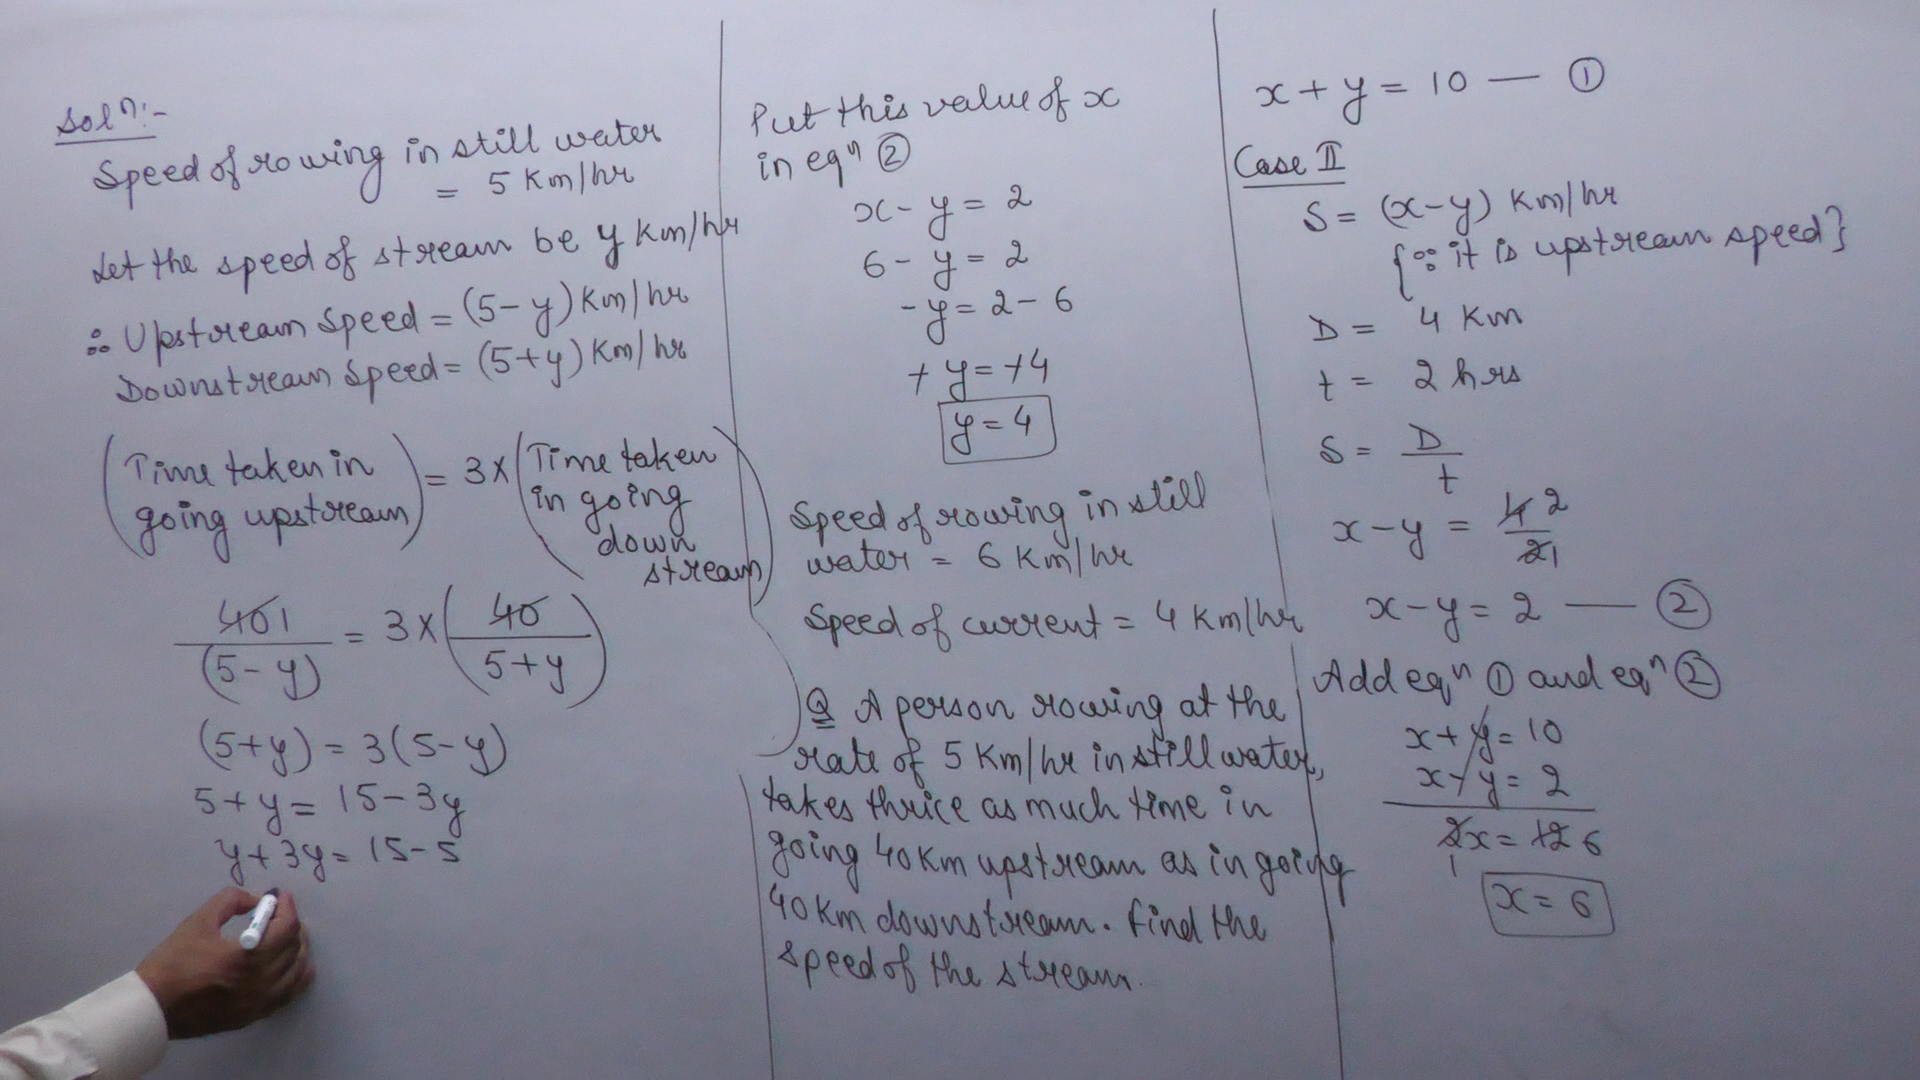 Solⁿ:-
Speed of rowing in still water
= 5 Km/hr
Let the speed of stream be y Km/hr
∴ Upstream Speed = (5-y) Km/hr
Downstream Speed = (5+y) Km/hr
(Time taken in going upstream) = 3 × (Time taken in going down stream)
401/(5-y) = 3 × (40/5+y)
(5+y) = 3(5-y)
5+y = 15-3y
y+3y = 15-5
Put this value of x
in eqⁿ ②
x-y = 2
6-y = 2
-y = 2-6
+y = +4
y = 4
Speed of rowing in still
water = 6 Km/hr
Speed of current = 4 Km/hr
Q A person rowing at the
rate of 5 Km/hr in still water,
takes thrice as much time in
going 40 Km upstream as in going
40 Km downstream. Find the
speed of the stream.
x+y = 10 — ①
Case II
S = (x-y) Km/hr
{∵ it is upstream speed}
D = 4 Km
t = 2 hrs
S = D/t
x-y = 4 2/2 1
x-y = 2 — ②
Add eqⁿ ① and eqⁿ ②
x+y = 10
x-y = 2
2x = 12 6
1
x = 6